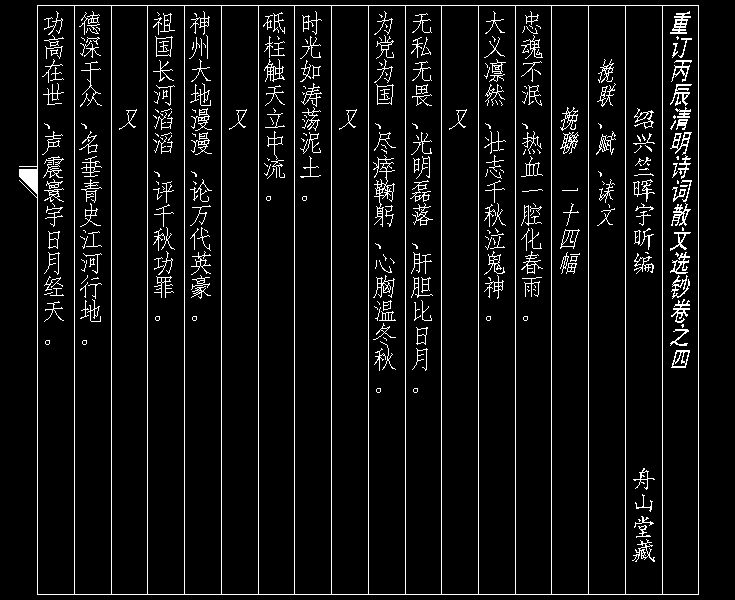 重订丙辰清明诗词散文选钞卷之四
绍兴竺晖宇昕编 舟山堂藏
挽联、赋、诔文
挽聯 一十四幅
忠魂不泯、热血一腔化春雨。
大义凛然、壮志千秋泣鬼神。
又
无私无畏、光明磊落、肝胆比日月。
为党为国、尽瘁鞠躬、心胸温冬秋。
又
时光如涛荡泥土。
砥柱触天立中流。
又
神州大地漫漫、论万代英豪。
祖国长河滔滔、评千秋功罪。
又
德深于众、名垂青史江河行地。
功高在世、声震寰宇日月经天。